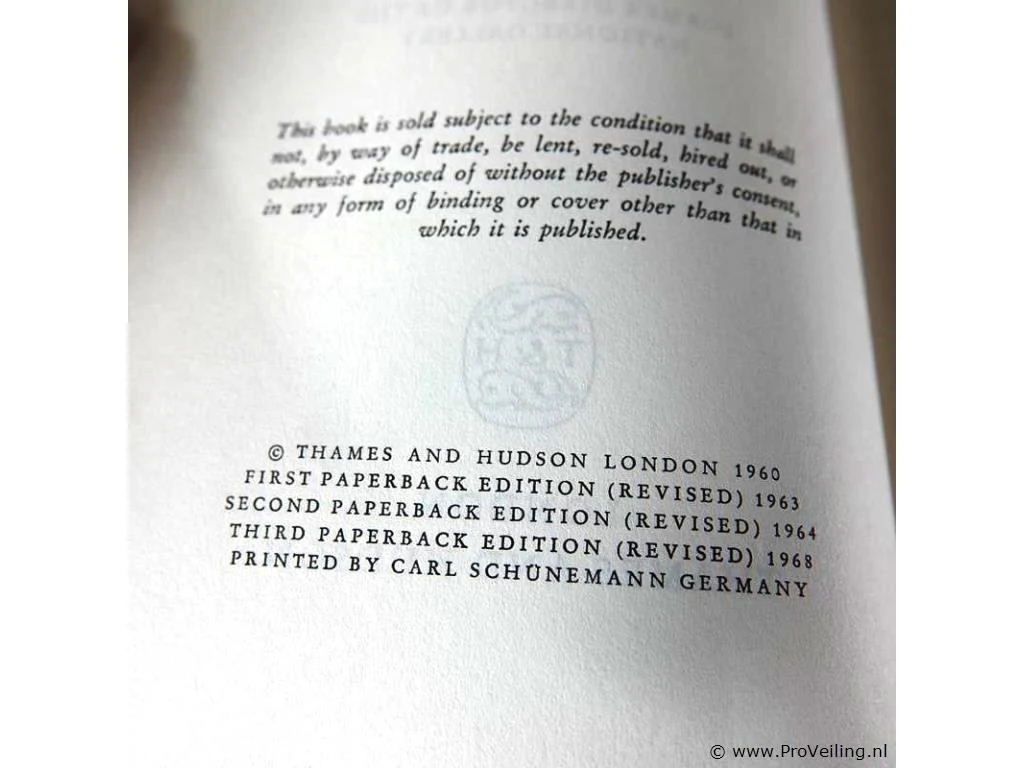 This book is sold subject to the condition that it shall
not, by way of trade, be lent, re-sold, hired out, or
otherwise disposed of without the publisher's consent,
in any form of binding or cover other than that in
which it is published.
© THAMES AND HUDSON LONDON 1960
FIRST PAPERBACK EDITION (REVISED) 1963
SECOND PAPERBACK EDITION (REVISED) 1964
THIRD PAPERBACK EDITION (REVISED) 1968
PRINTED BY CARL SCHÜNEMANN GERMANY
© www.ProVeiling.nl